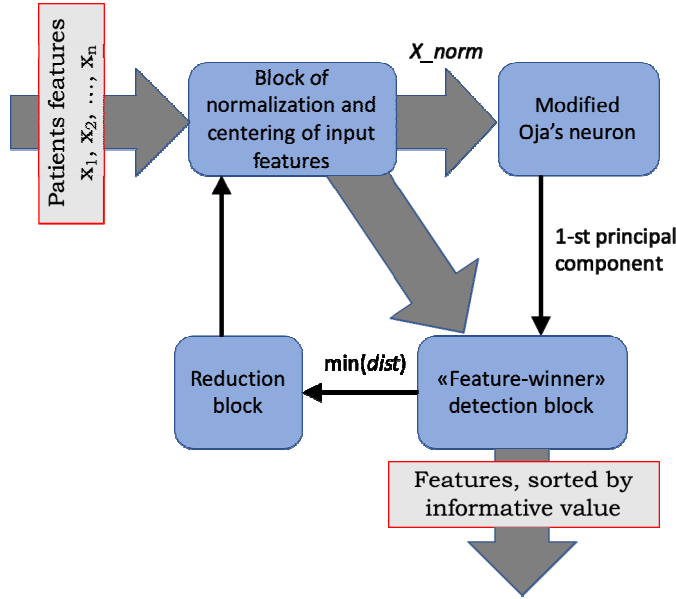 Patients features
x₁, x₂, ..., xₙ
Block of
normalization and
centering of input
features
X_norm
Modified
Oja's neuron
1-st principal
component
Reduction
block
min(dist)
«Feature-winner»
detection block
Features, sorted by
informative value